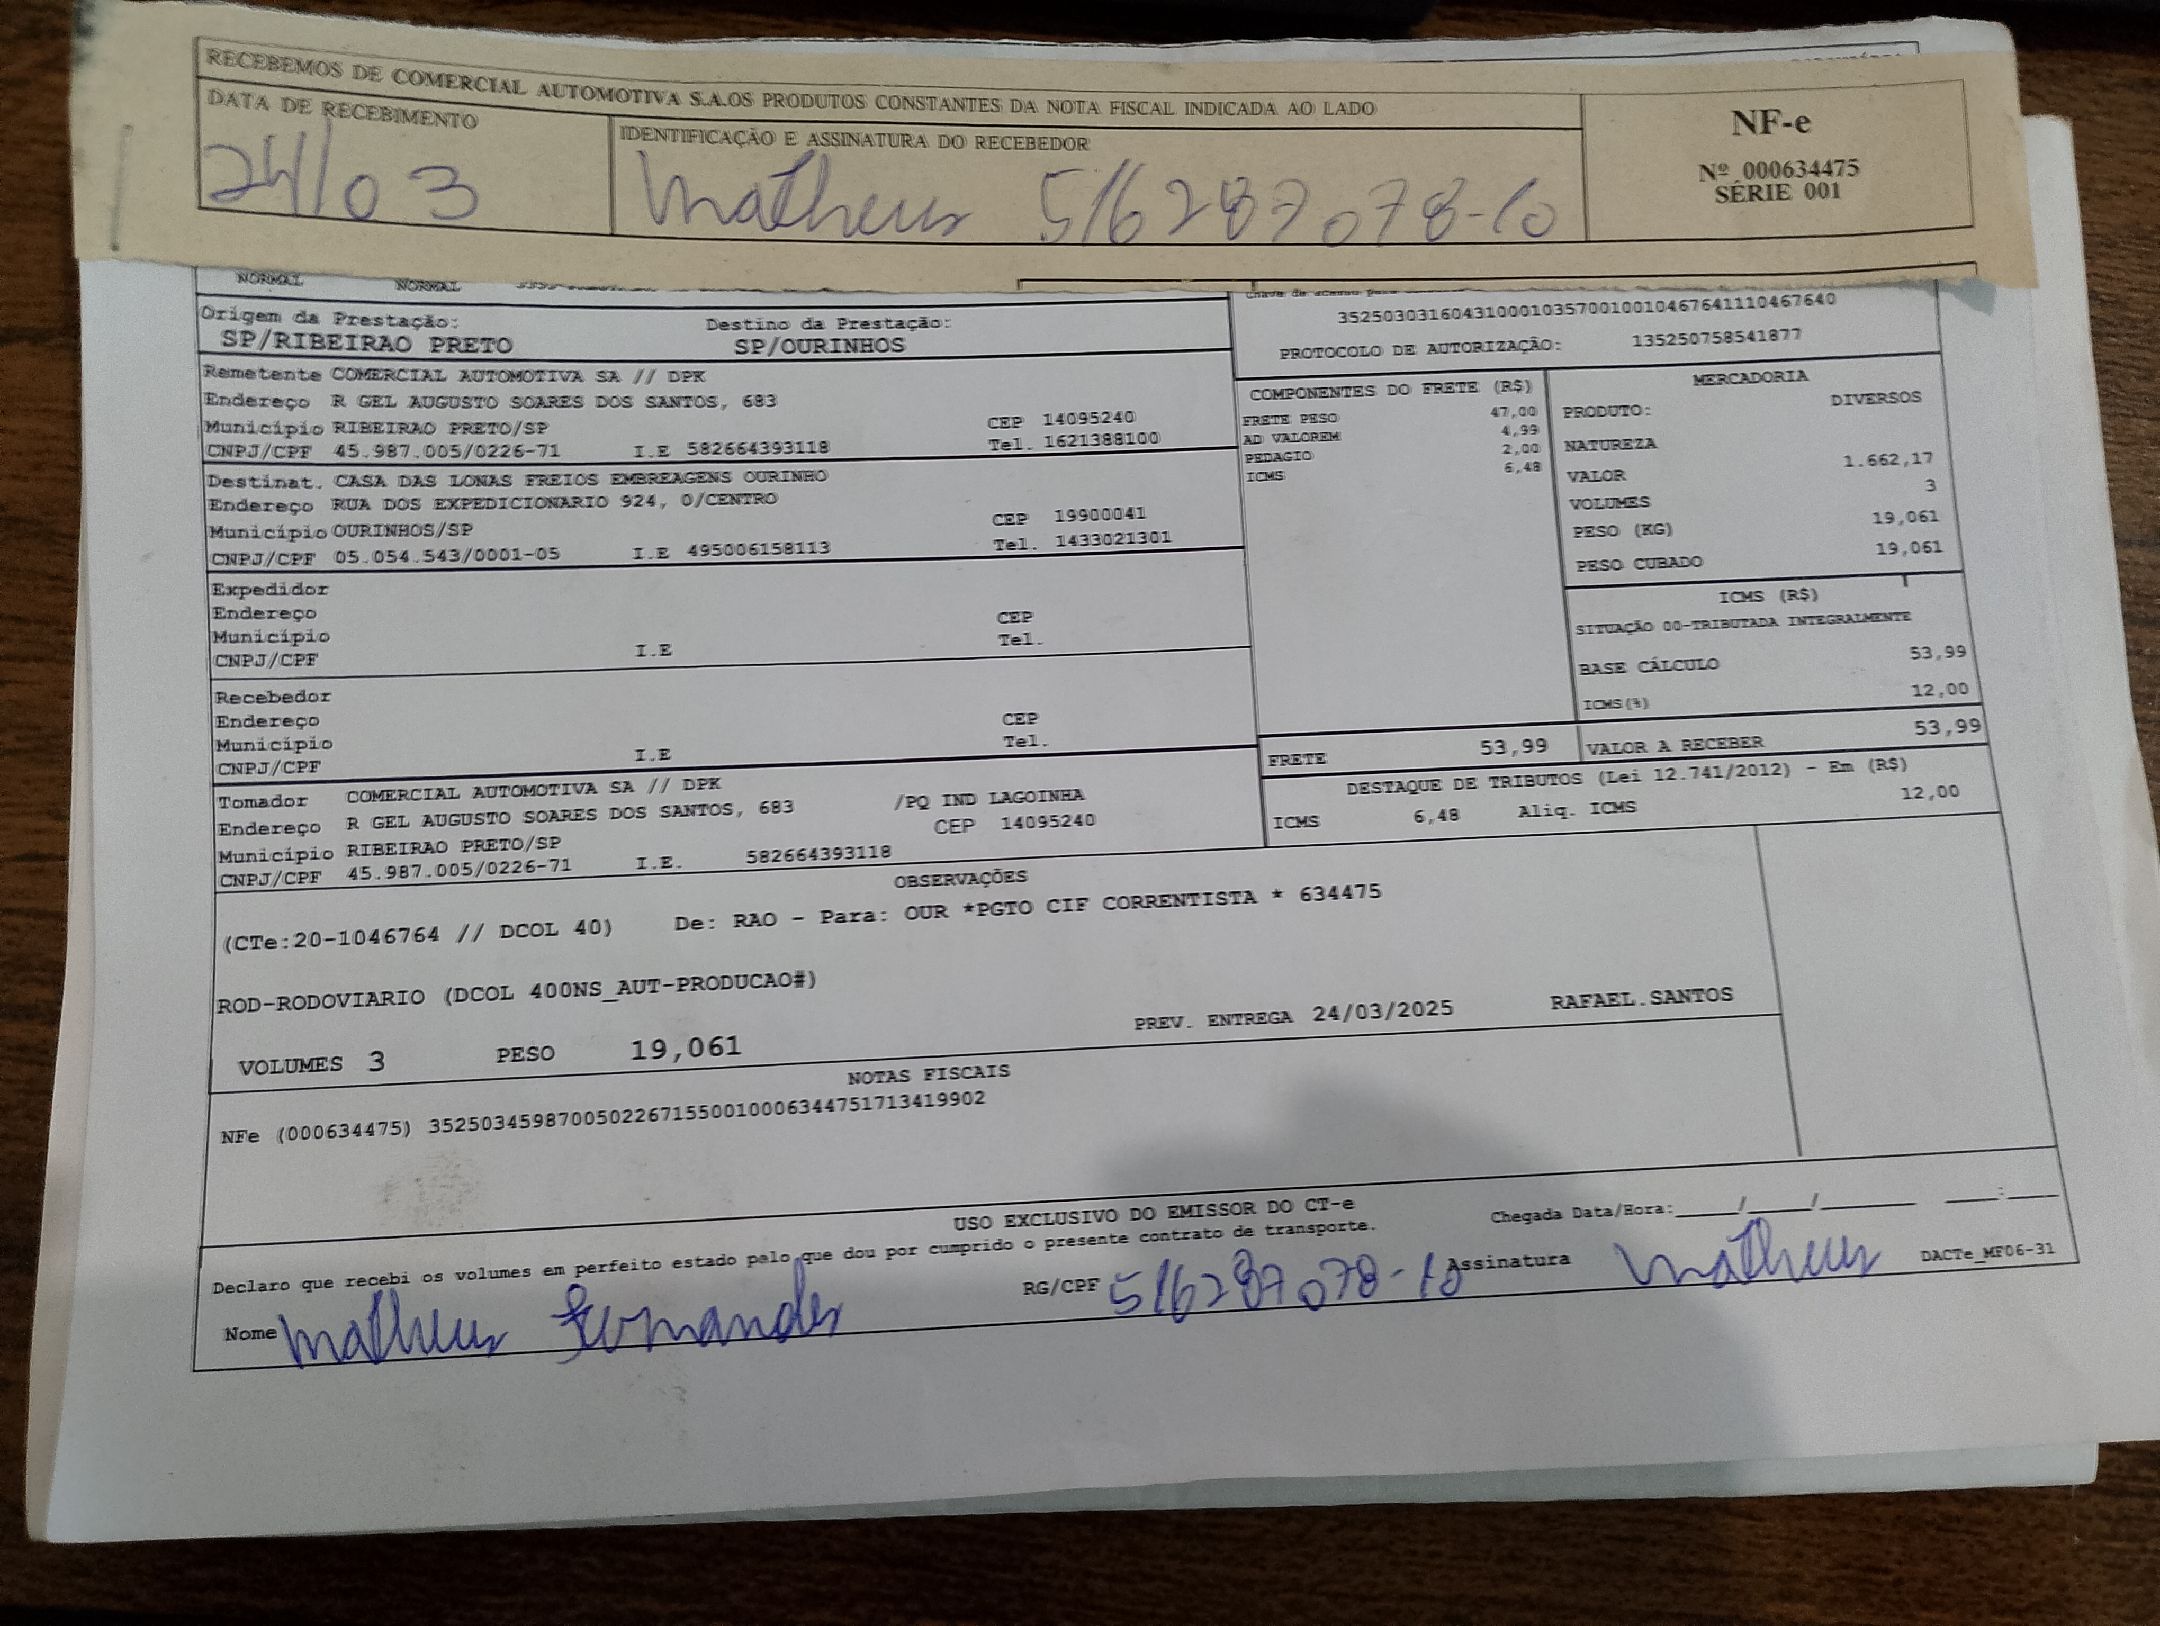 RECEBEMOS DE COMERCIAL AUTOMOTIVA S.A.OS PRODUTOS CONSTANTES DA NOTA FISCAL INDICADA AO LADO
DATA DE RECEBIMENTO
24/03
IDENTIFICAÇÃO E ASSINATURA DO RECEBEDOR
Matheus 516287078-10
NF-e
Nº 000634475
SÉRIE 001
NORMAL NORMAL
Origem da Prestação: Destino da Prestação:
SP/RIBEIRAO PRETO SP/OURINHOS
35250303160431000103570010010467641110467640
PROTOCOLO DE AUTORIZAÇÃO: 135250758541877
Remetente COMERCIAL AUTOMOTIVA SA // DPK
Endereço R GEL AUGUSTO SOARES DOS SANTOS, 683
Município RIBEIRAO PRETO/SP CEP 14095240
CNPJ/CPF 45.987.005/0226-71 I.E 582664393118 Tel. 1621388100
Destinat. CASA DAS LONAS FREIOS EMBREAGENS OURINHO
Endereço RUA DOS EXPEDICIONARIO 924, 0/CENTRO
Município OURINHOS/SP CEP 19900041
CNPJ/CPF 05.054.543/0001-05 I.E 495006158113 Tel. 1433021301
Expedidor
Endereço
Município CEP
CNPJ/CPF I.E Tel.
Recebedor
Endereço
Município CEP
CNPJ/CPF I.E Tel.
Tomador COMERCIAL AUTOMOTIVA SA // DPK
Endereço R GEL AUGUSTO SOARES DOS SANTOS, 683 /PQ IND LAGOINHA
Município RIBEIRAO PRETO/SP CEP 14095240
CNPJ/CPF 45.987.005/0226-71 I.E. 582664393118
COMPONENTES DO FRETE (R$)
FRETE PESO 47,00
AD VALOREM 4,99
PEDAGIO 2,00
ICMS 6,48
MERCADORIA
PRODUTO: DIVERSOS
NATUREZA
VALOR 1.662,17
VOLUMES 3
PESO (KG) 19,061
PESO CUBADO 19,061
ICMS (R$)
SITUAÇÃO 00-TRIBUTADA INTEGRALMENTE
BASE CÁLCULO 53,99
ICMS(%) 12,00
FRETE 53,99 VALOR A RECEBER 53,99
DESTAQUE DE TRIBUTOS (Lei 12.741/2012) - Em (R$)
ICMS 6,48 Aliq. ICMS 12,00
OBSERVAÇÕES
(CTe:20-1046764 // DCOL 40) De: RAO - Para: OUR *PGTO CIF CORRENTISTA * 634475
ROD-RODOVIARIO (DCOL 400NS_AUT-PRODUCAO#)
PREV. ENTREGA 24/03/2025 RAFAEL.SANTOS
VOLUMES 3 PESO 19,061
NOTAS FISCAIS
NFe (000634475) 35250345987005022671550010006344751713419902
USO EXCLUSIVO DO EMISSOR DO CT-e
Declaro que recebi os volumes em perfeito estado pelo que dou por cumprido o presente contrato de transporte.
Chegada Data/Hora:_____/_____/________ ____:____
Nome Matheus Fernandes RG/CPF 516287078-10 Assinatura Matheus DACTe_MF06-31